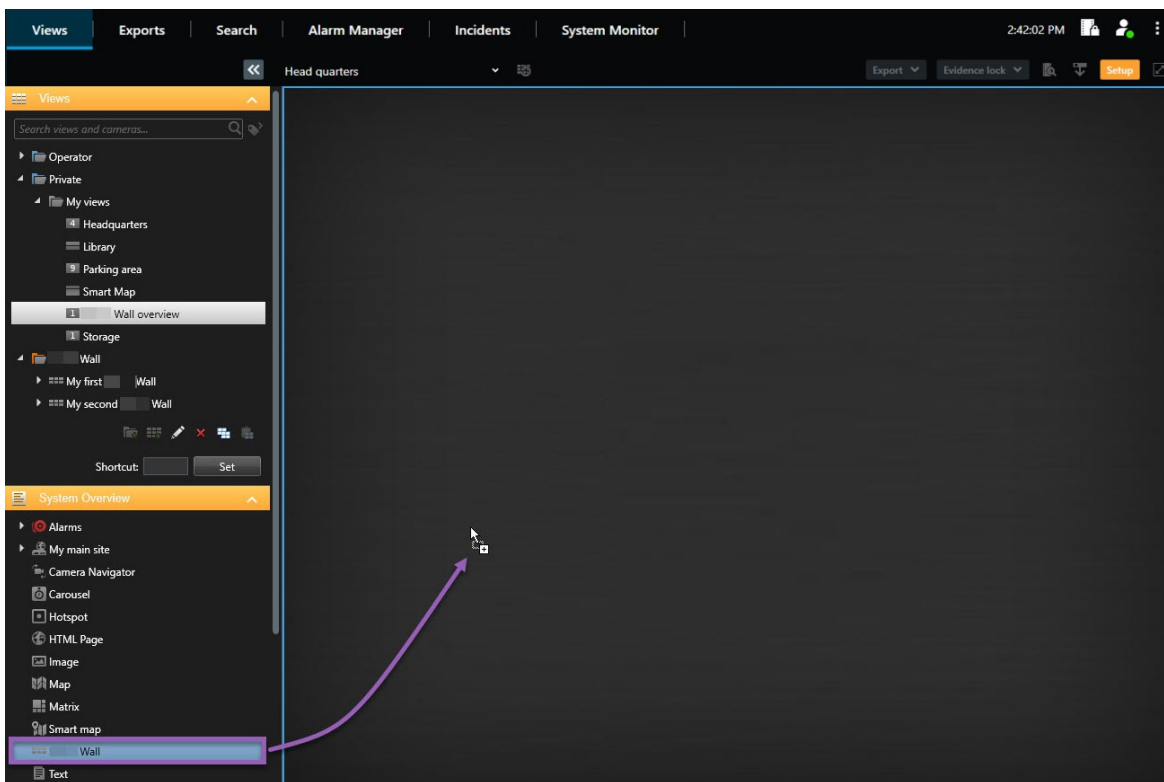 Views Exports Search Alarm Manager Incidents System Monitor 2:42:02 PM
Head quarters Export Evidence lock Setup
Views
Search views and cameras...
Operator
Private
My views
4 Headquarters
Library
9 Parking area
Smart Map
1 Wall overview
1 Storage
Wall
My first Wall
My second Wall
Shortcut: Set
System Overview
Alarms
My main site
Camera Navigator
Carousel
Hotspot
HTML Page
Image
Map
Matrix
Smart map
Wall
Text